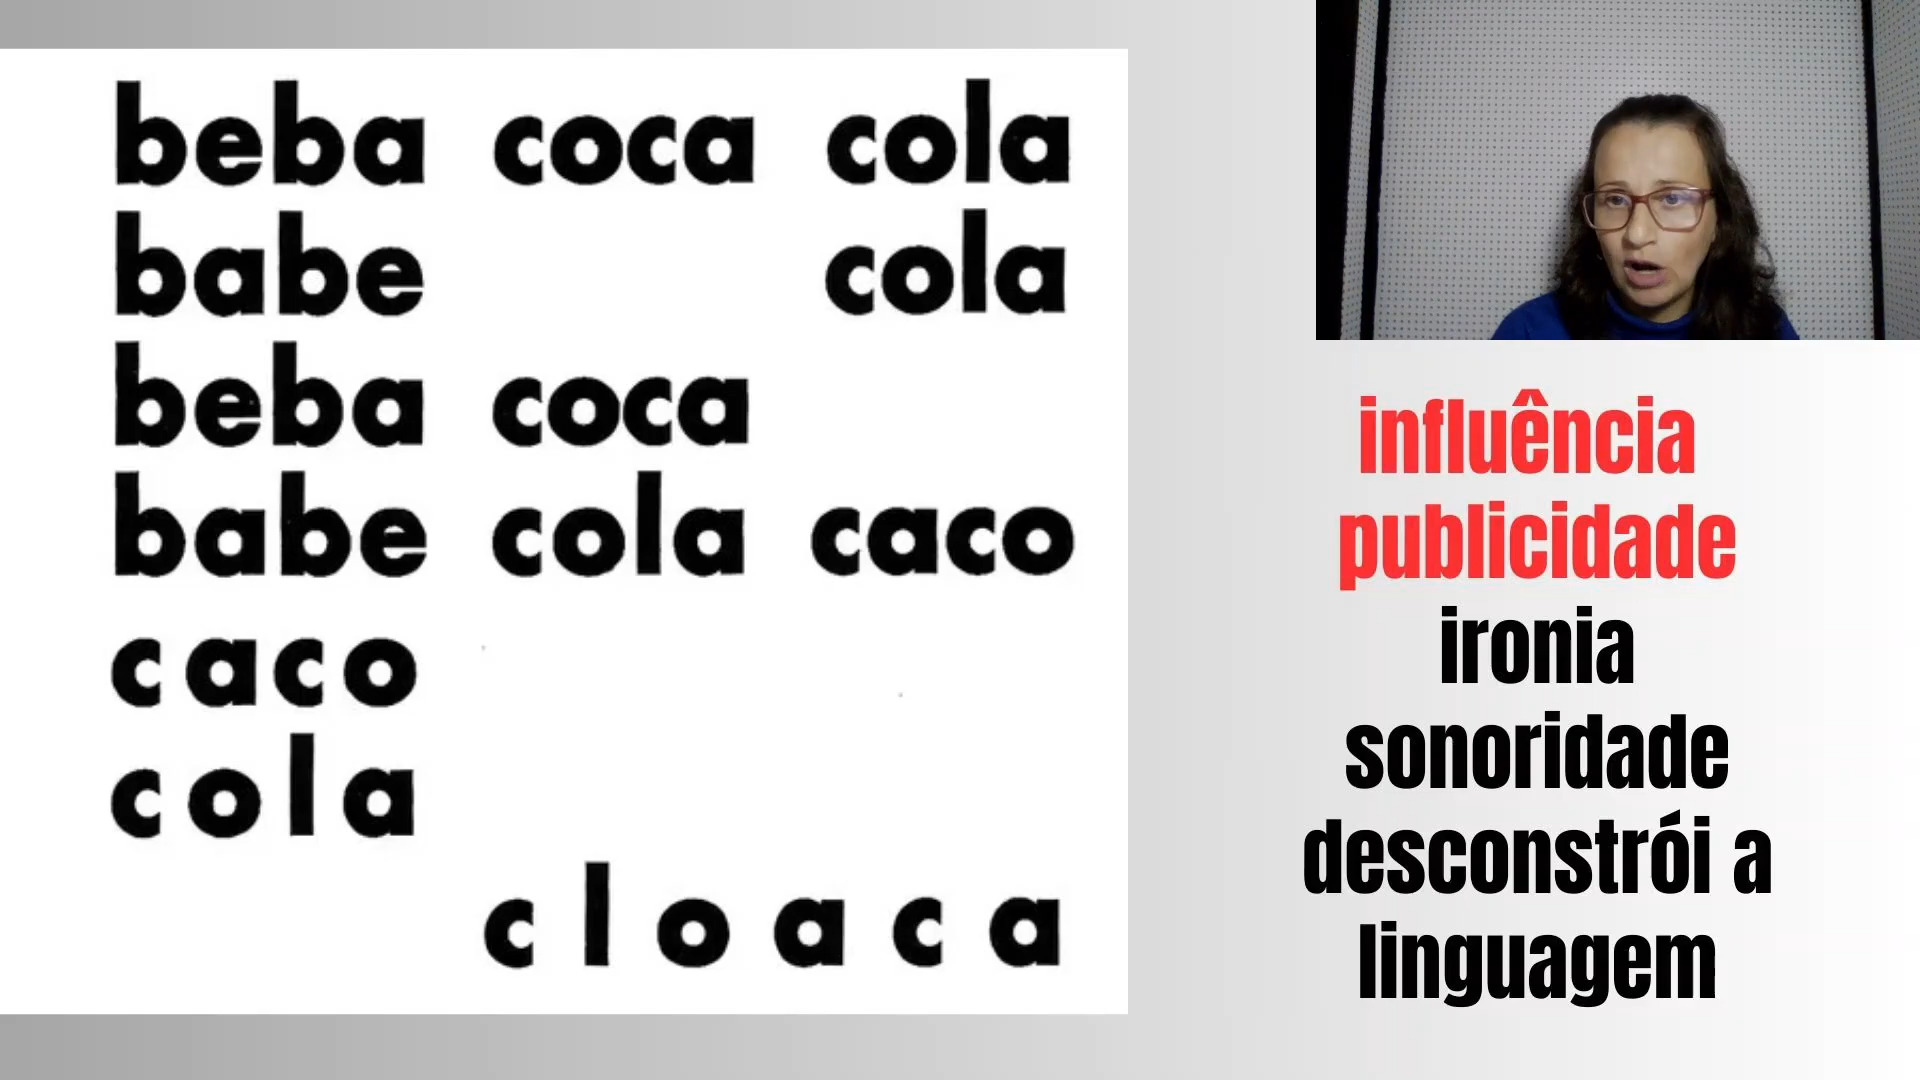 beba coca cola
babe cola
beba coca
babe cola caco
caco
cola
cloaca
influência
publicidade
ironia
sonoridade
desconstrói a
linguagem